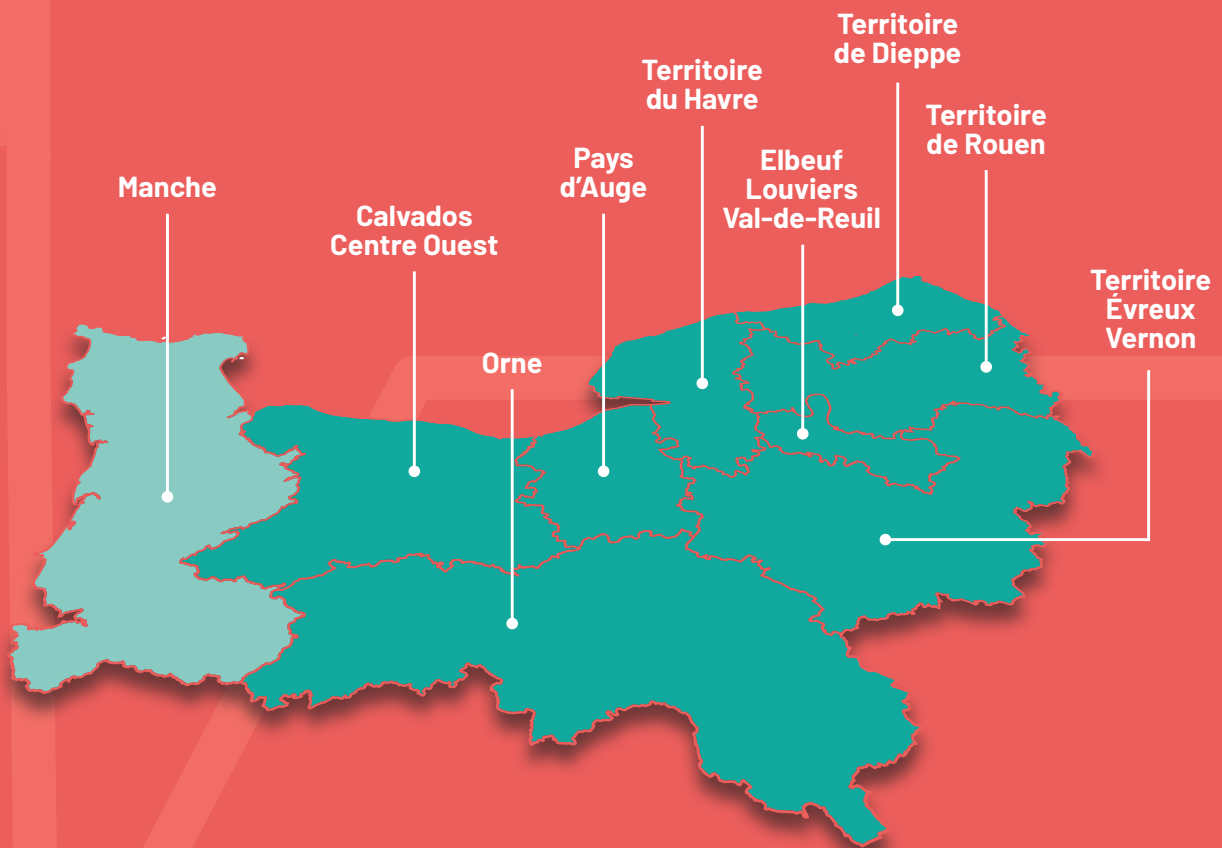 Territoire
de Dieppe
Territoire
du Havre
Territoire
de Rouen
Pays
d'Auge
Elbeuf
Louviers
Val-de-Reuil
Manche
Calvados
Centre Ouest
Territoire
Évreux
Vernon
Orne